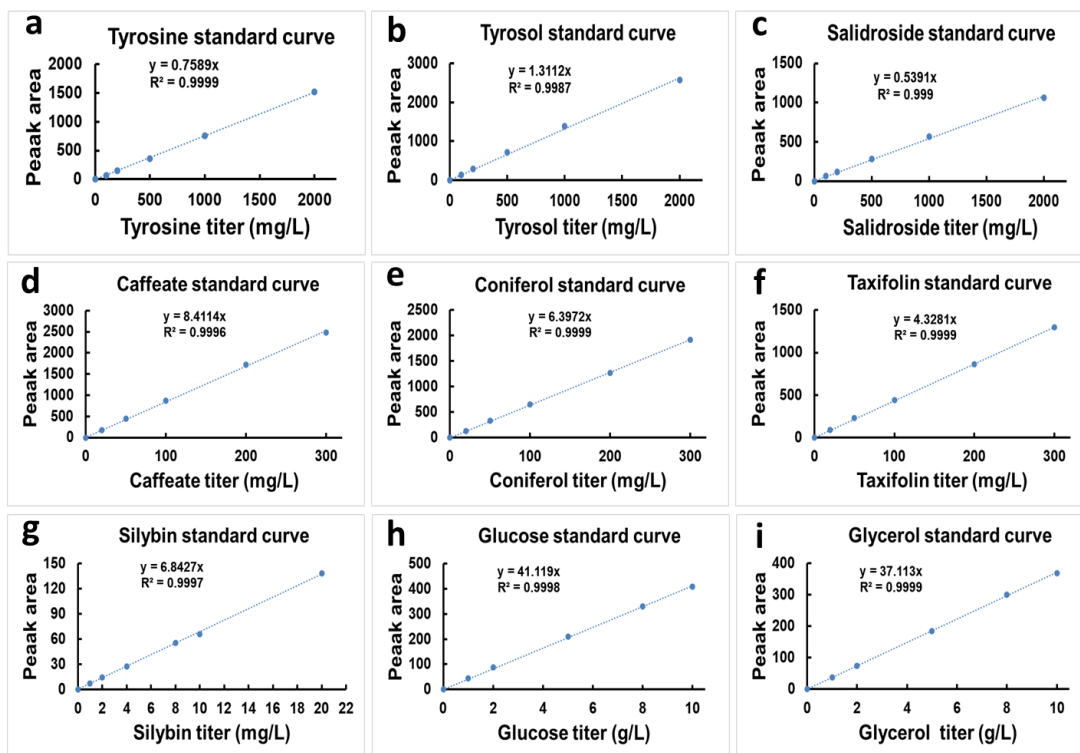 a
Tyrosine standard curve
y = 0.7589x
R² = 0.9999
Peaak area
2000
1500
1000
500
0
0 500 1000 1500 2000
Tyrosine titer (mg/L)
b
Tyrosol standard curve
y = 1.3112x
R² = 0.9987
Peaak area
3000
2000
1000
0
0 500 1000 1500 2000
Tyrosol titer (mg/L)
c
Salidroside standard curve
y = 0.5391x
R² = 0.999
Peaak area
1500
1000
500
0
0 500 1000 1500 2000
Salidroside titer (mg/L)
d
Caffeate standard curve
y = 8.4114x
R² = 0.9996
Peaak area
3000
2500
2000
1500
1000
500
0
0 100 200 300
Caffeate titer (mg/L)
e
Coniferol standard curve
y = 6.3972x
R² = 0.9999
Peaak area
2500
2000
1500
1000
500
0
0 100 200 300
Coniferol titer (mg/L)
f
Taxifolin standard curve
y = 4.3281x
R² = 0.9999
Peaak area
1500
1000
500
0
0 100 200 300
Taxifolin titer (mg/L)
g
Silybin standard curve
y = 6.8427x
R² = 0.9997
Peaak area
150
120
90
60
30
0
0 2 4 6 8 10 12 14 16 18 20 22
Silybin titer (mg/L)
h
Glucose standard curve
y = 41.119x
R² = 0.9998
Peaak area
500
400
300
200
100
0
0 2 4 6 8 10
Glucose titer (g/L)
i
Glycerol standard curve
y = 37.113x
R² = 0.9999
Peaak area
400
300
200
100
0
0 2 4 6 8 10
Glycerol titer (g/L)